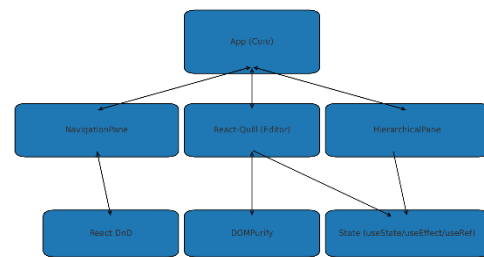 App (Core)
NavigationPane
React-Quill (Editor)
HierarchicalPane
React DnD
DOMPurify
State (useState/useEffect/useRef)